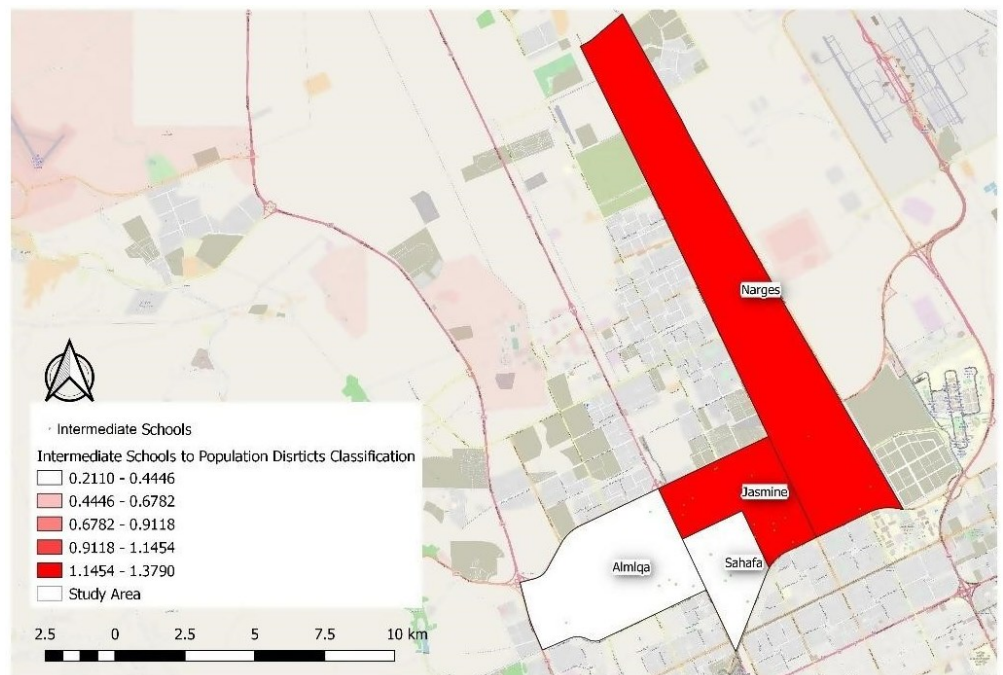 Narges
Jasmine
Sahafa
Almlqa
Intermediate Schools
Intermediate Schools to Population Disrticts Classification
0.2110 - 0.4446
0.4446 - 0.6782
0.6782 - 0.9118
0.9118 - 1.1454
1.1454 - 1.3790
Study Area
2.5 0 2.5 5 7.5 10 km